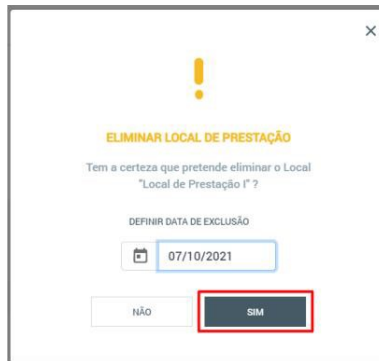 ELIMINAR LOCAL DE PRESTAÇÃO
Tem a certeza que pretende eliminar o Local
"Local de Prestação I" ?
DEFINIR DATA DE EXCLUSÃO
07/10/2021
NÃO
SIM